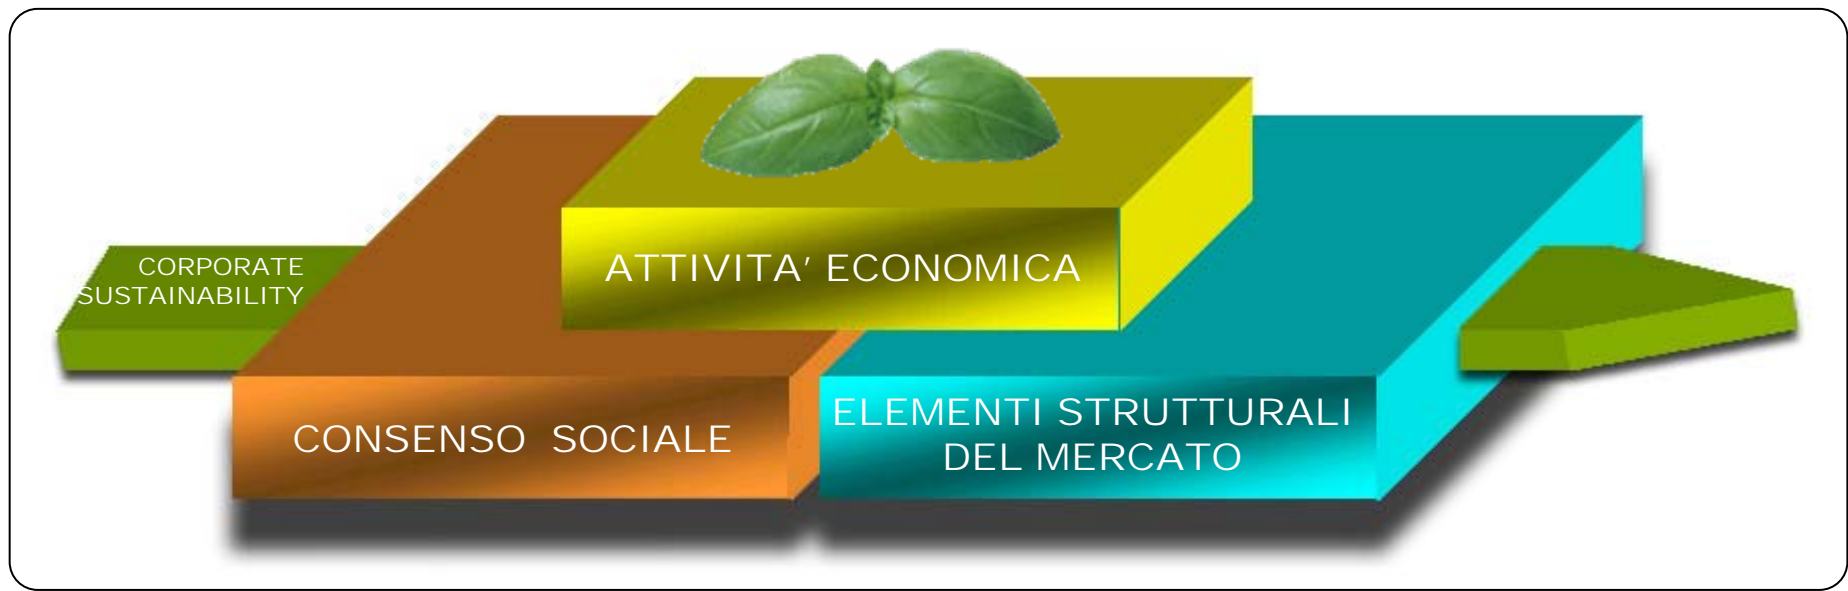 ATTIVITA’ ECONOMICA
CORPORATE
SUSTAINABILITY
CONSENSO SOCIALE
ELEMENTI STRUTTURALI
DEL MERCATO